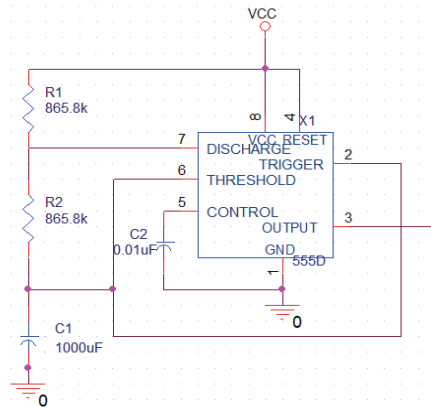 VCC
R1
865.8k
8
4
X1
7
VCC RESET
DISCHARGE
TRIGGER
2
6
THRESHOLD
R2
865.8k
5
CONTROL
C2
0.01uF
OUTPUT
3
GND
1
555D
0
C1
1000uF
0